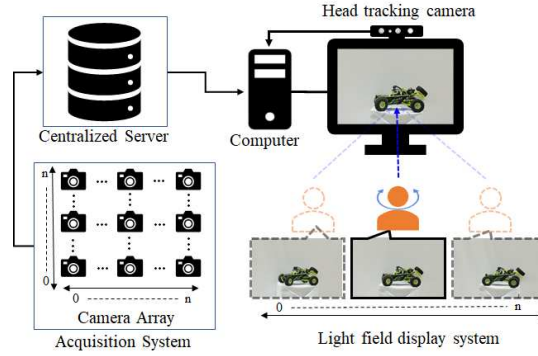 Head tracking camera
Centralized Server
Computer
n
... ...
... ...
... ...
0
0 n
Camera Array
Acquisition System
0 n
Light field display system